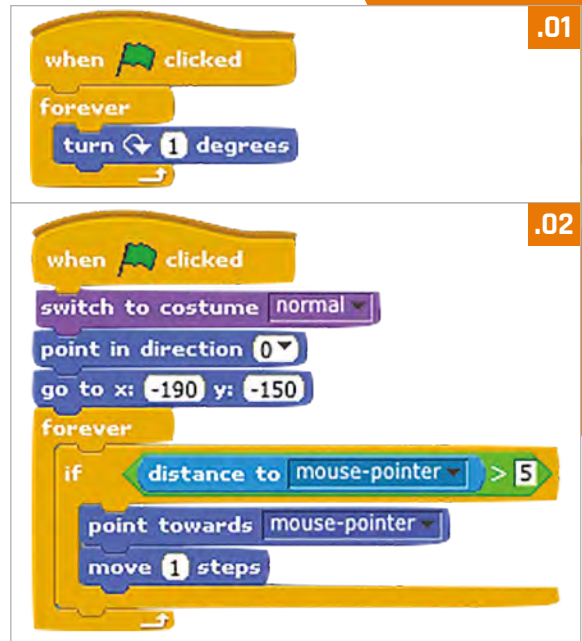 .01
when clicked
forever
turn 1 degrees
.02
when clicked
switch to costume normal
point in direction 0
go to x: -190 y: -150
forever
if distance to mouse-pointer > 5
point towards mouse-pointer
move 1 steps